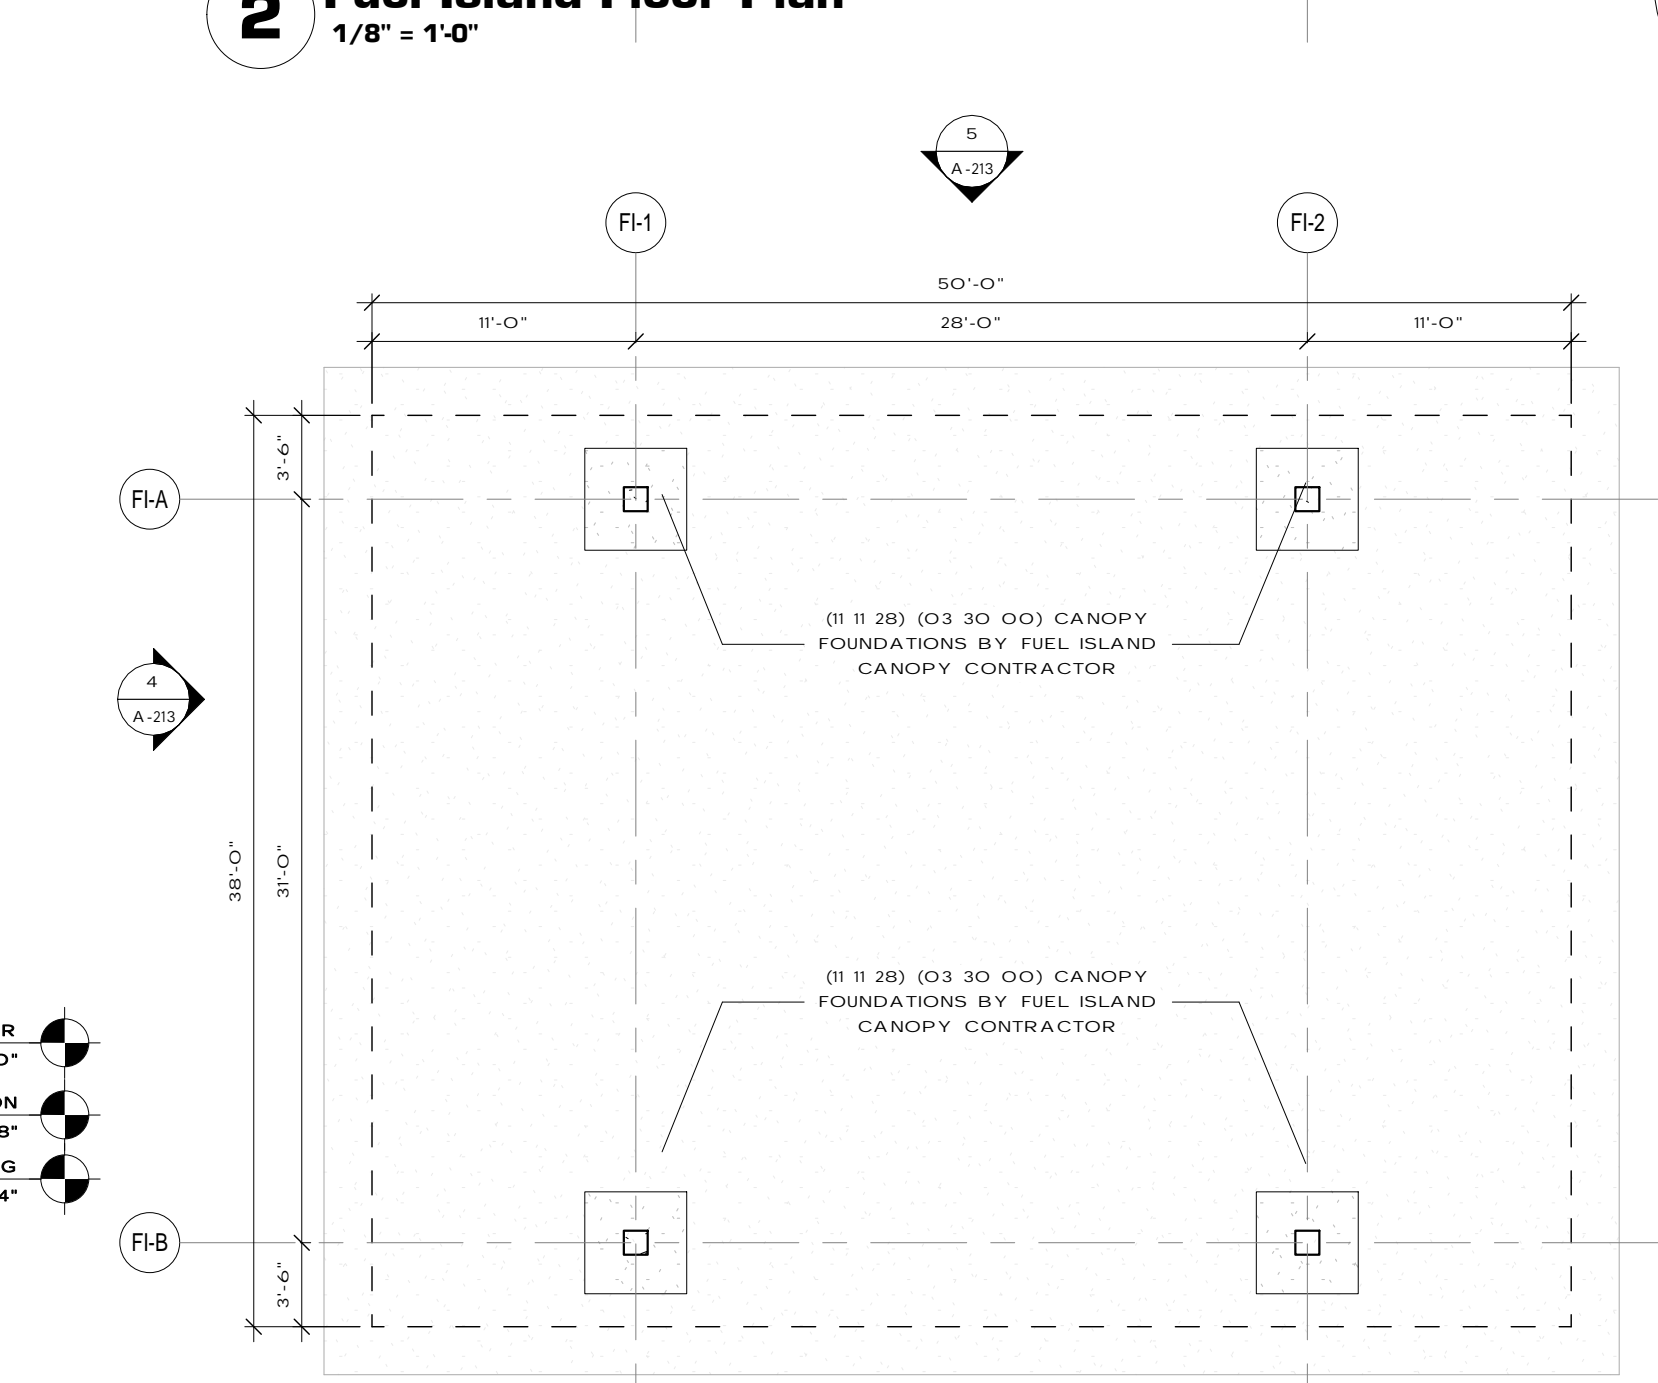 2
Fuel Island Floor Plan
1/8" = 1'-0"
5
A-213
FI-1
FI-2
50'-0"
11'-0"
28'-0"
11'-0"
3'-6"
FI-A
(11 11 28) (03 30 00) CANOPY
FOUNDATIONS BY FUEL ISLAND
CANOPY CONTRACTOR
4
A-213
38'-0"
31'-0"
(11 11 28) (03 30 00) CANOPY
FOUNDATIONS BY FUEL ISLAND
CANOPY CONTRACTOR
FI-B
3'-6"